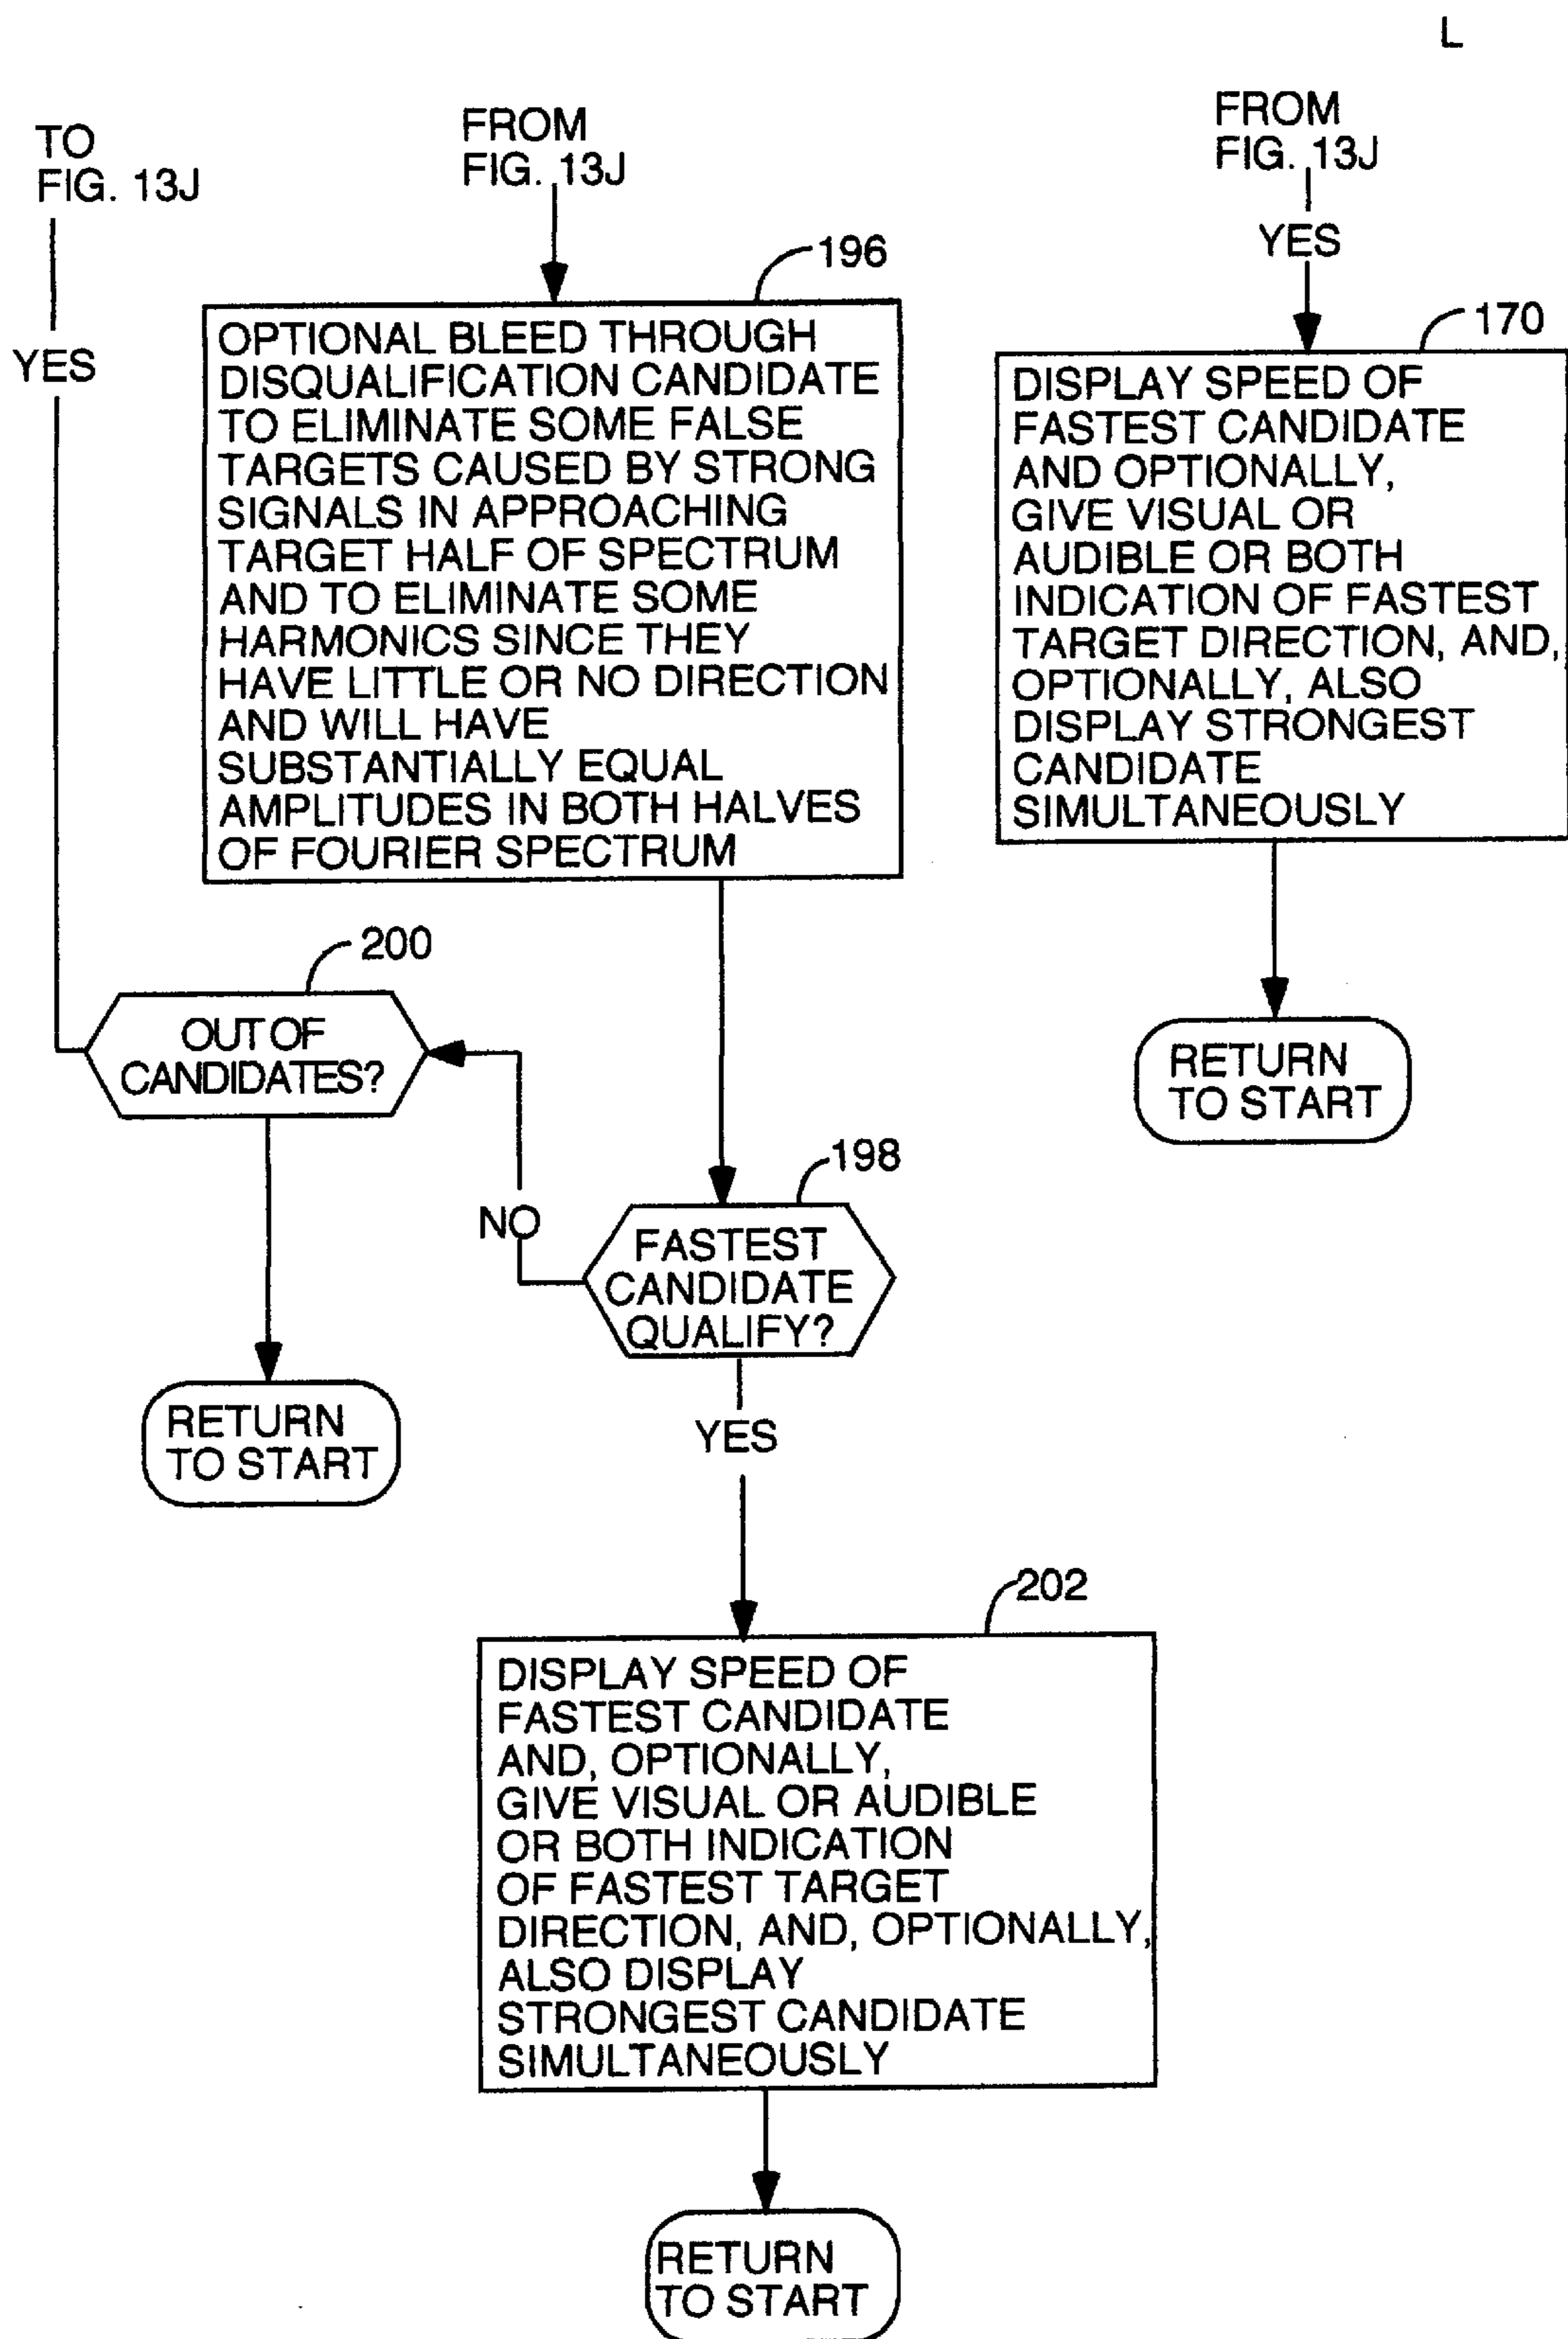 L
TO
FIG. 13J
YES
FROM
FIG. 13J
196
OPTIONAL BLEED THROUGH
DISQUALIFICATION CANDIDATE
TO ELIMINATE SOME FALSE
TARGETS CAUSED BY STRONG
SIGNALS IN APPROACHING
TARGET HALF OF SPECTRUM
AND TO ELIMINATE SOME
HARMONICS SINCE THEY
HAVE LITTLE OR NO DIRECTION
AND WILL HAVE
SUBSTANTIALLY EQUAL
AMPLITUDES IN BOTH HALVES
OF FOURIER SPECTRUM
FROM
FIG. 13J
YES
170
DISPLAY SPEED OF
FASTEST CANDIDATE
AND OPTIONALLY,
GIVE VISUAL OR
AUDIBLE OR BOTH
INDICATION OF FASTEST
TARGET DIRECTION, AND,
OPTIONALLY, ALSO
DISPLAY STRONGEST
CANDIDATE
SIMULTANEOUSLY
RETURN
TO START
200
OUT OF
CANDIDATES?
RETURN
TO START
198
NO
FASTEST
CANDIDATE
QUALIFY?
YES
202
DISPLAY SPEED OF
FASTEST CANDIDATE
AND, OPTIONALLY,
GIVE VISUAL OR AUDIBLE
OR BOTH INDICATION
OF FASTEST TARGET
DIRECTION, AND, OPTIONALLY,
ALSO DISPLAY
STRONGEST CANDIDATE
SIMULTANEOUSLY
RETURN
TO START